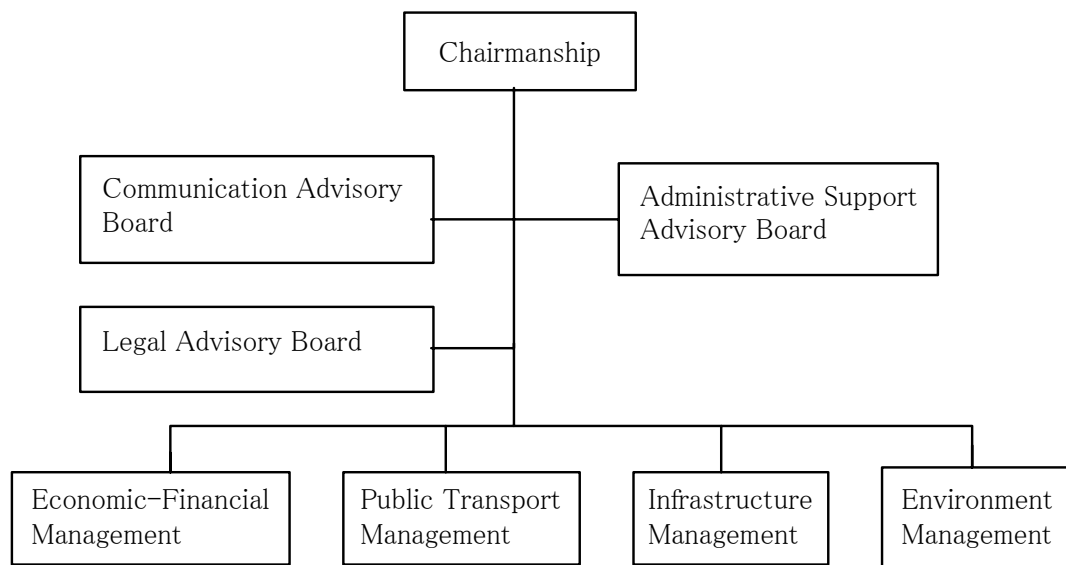 Chairmanship
Communication Advisory
Board
Administrative Support
Advisory Board
Legal Advisory Board
Economic-Financial
Management
Public Transport
Management
Infrastructure
Management
Environment
Management